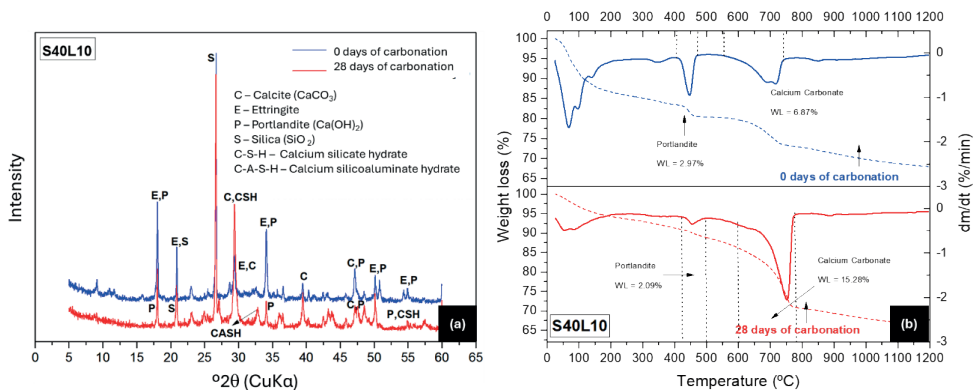 S40L10
0 days of carbonation
28 days of carbonation
C – Calcite (CaCO₃)
E – Ettringite
P – Portlandite (Ca(OH)₂)
S – Silica (SiO₂)
C-S-H – Calcium silicate hydrate
C-A-S-H – Calcium silicoaluminate hydrate
S
E,P
E,S
C,CSH
E,C
E,P
C
C,P
E,P
E,P
P
S
CASH
P
C,P
P,CSH
(a)
Intensity
0 5 10 15 20 25 30 35 40 45 50 55 60 65
º2θ (CuKα)
0 100 200 300 400 500 600 700 800 900 1000 1100 1200
100
95
90
85
80
75
70
65
0
-1
-2
-3
Portlandite
WL = 2.97%
Calcium Carbonate
WL = 6.87%
0 days of carbonation
Weight loss (%)
dm/dt (%/min)
100
95
90
85
80
75
70
65
0
-1
-2
-3
Portlandite
WL = 2.09%
Calcium Carbonate
WL = 15.28%
28 days of carbonation
S40L10
(b)
0 100 200 300 400 500 600 700 800 900 1000 1100 1200
Temperature (ºC)